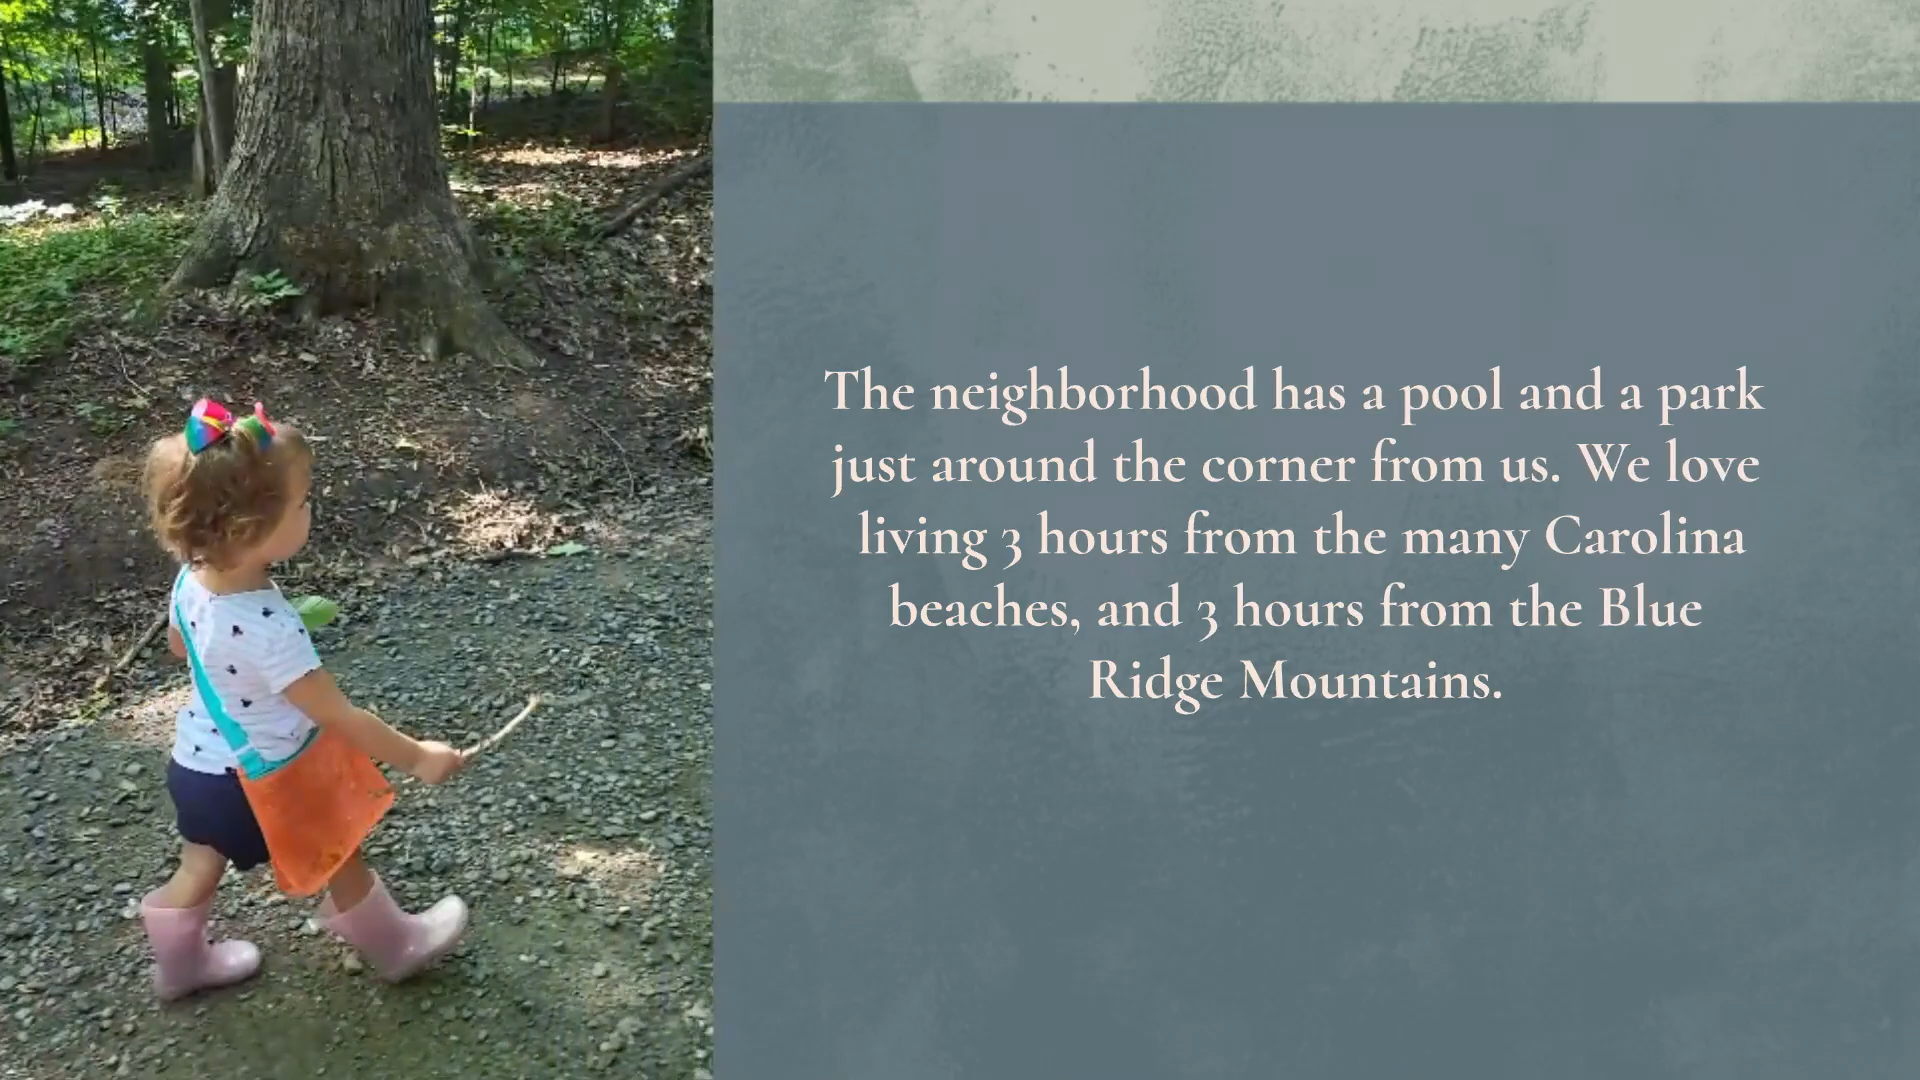 The neighborhood has a pool and a park
just around the corner from us. We love
living 3 hours from the many Carolina
beaches, and 3 hours from the Blue
Ridge Mountains.